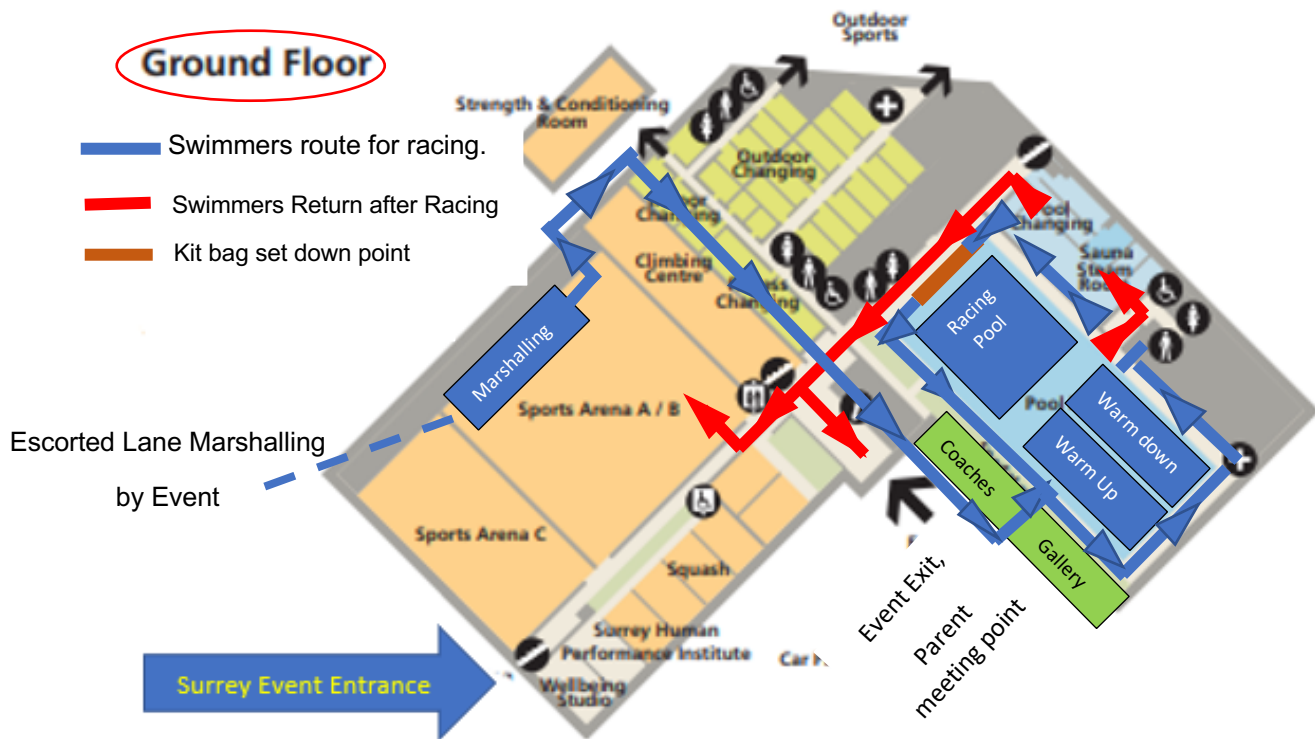 Outdoor
Sports
Ground Floor
Strength & Conditioning
Room
Swimmers route for racing.
Outdoor
Changing
Swimmers Return after Racing
Changing
Changing
Kit bag set down point
Climbing
Centre
Sauna
Steam
Changing
Racing
Pool
Marshalling
Pool
Sports Arena A / B
Warm down
Warm Up
Escorted Lane Marshalling
by Event
Coaches
Sports Arena C
Gallery
Squash
Event Exit,
Parent
meeting point
Surrey Human
Performance Institute
Car
Surrey Event Entrance
Wellbeing
Studio